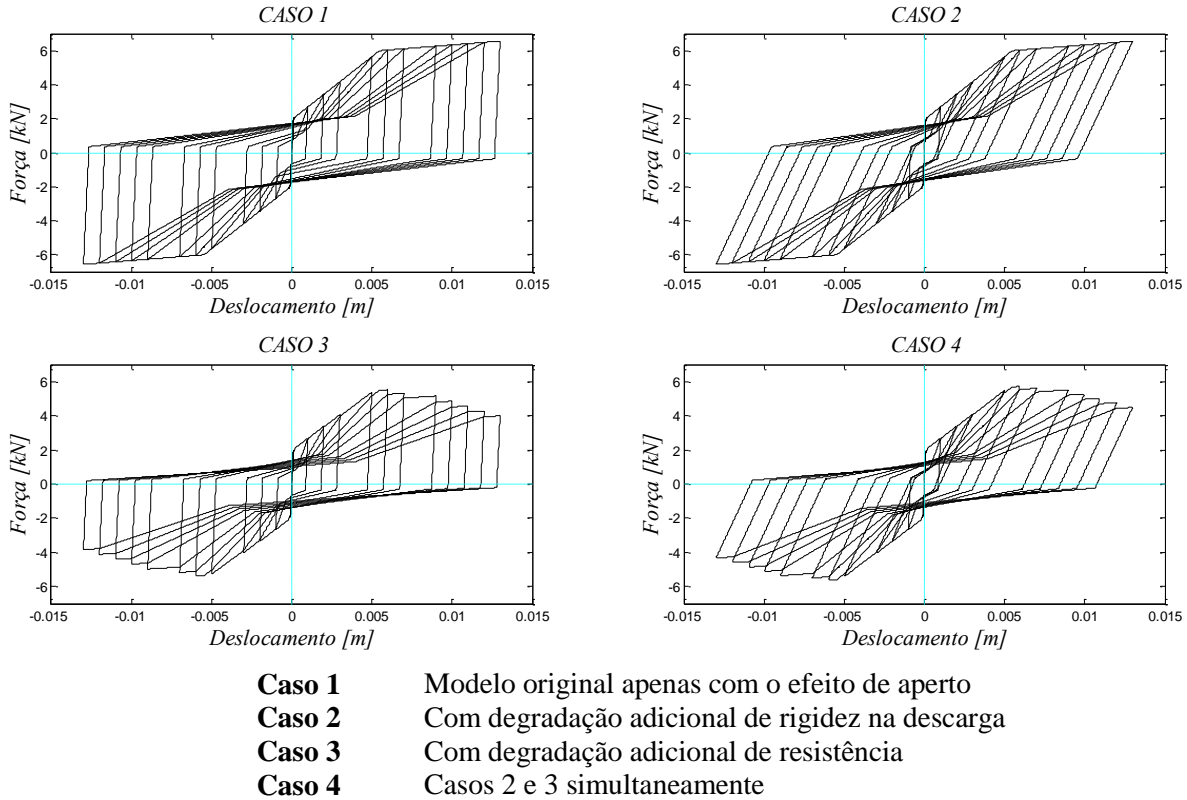 CASO 1
CASO 2
6
4
2
0
-2
-4
-6
Força [kN]
-0.015 -0.01 -0.005 0 0.005 0.01 0.015
Deslocamento [m]
6
4
2
0
-2
-4
-6
Força [kN]
-0.015 -0.01 -0.005 0 0.005 0.01 0.015
Deslocamento [m]
CASO 3
CASO 4
6
4
2
0
-2
-4
-6
Força [kN]
-0.015 -0.01 -0.005 0 0.005 0.01 0.015
Deslocamento [m]
6
4
2
0
-2
-4
-6
Força [kN]
-0.015 -0.01 -0.005 0 0.005 0.01 0.015
Deslocamento [m]
Caso 1 Modelo original apenas com o efeito de aperto
Caso 2 Com degradação adicional de rigidez na descarga
Caso 3 Com degradação adicional de resistência
Caso 4 Casos 2 e 3 simultaneamente